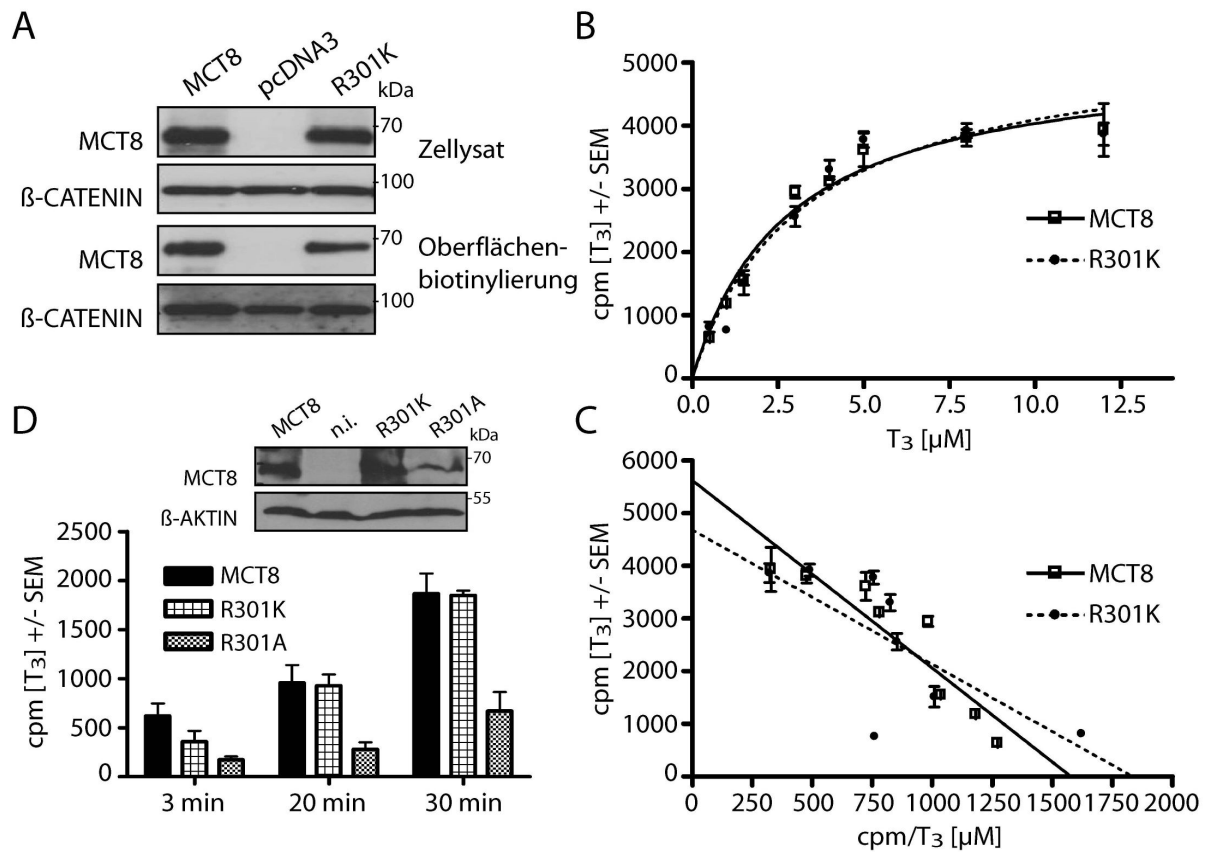 A
MCT8 pcDNA3 R301K
kDa
MCT8
-70
Zellysat
ß-CATENIN
-100
MCT8
-70
Oberflächen-
biotinylierung
ß-CATENIN
-100
B
5000
4000
3000
2000
1000
0
cpm [T3] +/- SEM
MCT8
R301K
0.0 2.5 5.0 7.5 10.0 12.5
T3 [µM]
D
MCT8 n.i. R301K R301A
kDa
MCT8
-70
ß-AKTIN
-55
2500
2000
1500
1000
500
0
cpm [T3] +/- SEM
MCT8
R301K
R301A
3 min 20 min 30 min
C
6000
5000
4000
3000
2000
1000
0
cpm [T3] +/- SEM
MCT8
R301K
0 250 500 750 1000 1250 1500 1750 2000
cpm/T3 [µM]